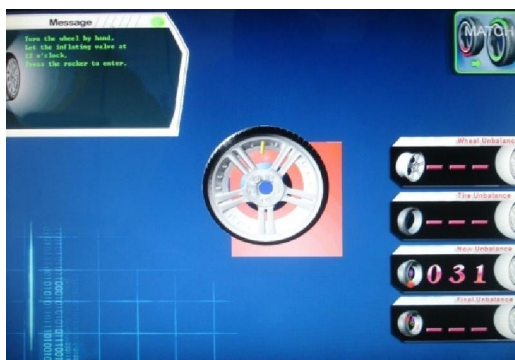 Message
Turn the wheel by hand.
Let the inflating valve at
12 o'clock.
Press the rocker to enter.
MATCH
Wheel Unbalance
---
Tire Unbalance
---
Now Unbalance
031
Final Unbalance
---